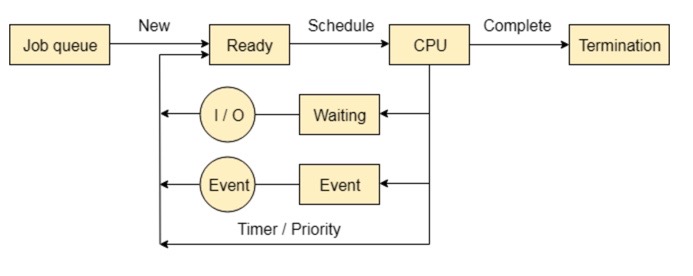 New
Schedule
Complete
Job queue
Ready
CPU
Termination
I / O
Waiting
Event
Event
Timer / Priority